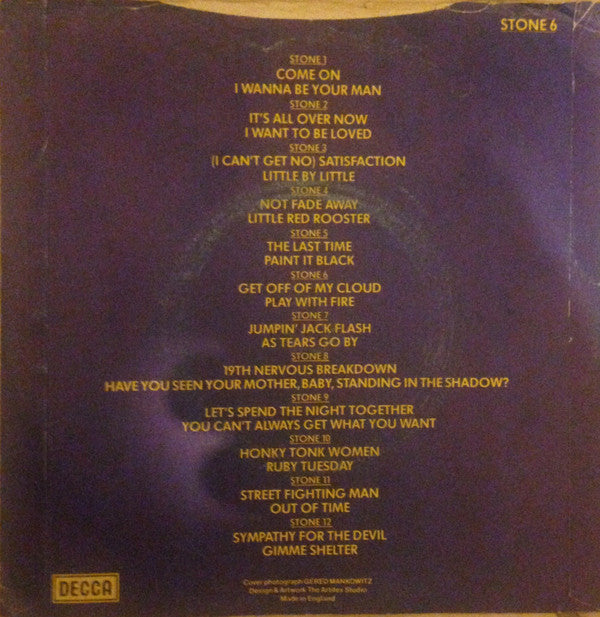 STONE 6
STONE 1
COME ON
I WANNA BE YOUR MAN
STONE 2
IT'S ALL OVER NOW
I WANT TO BE LOVED
STONE 3
(I CAN'T GET NO) SATISFACTION
LITTLE BY LITTLE
STONE 4
NOT FADE AWAY
LITTLE RED ROOSTER
STONE 5
THE LAST TIME
PAINT IT BLACK
STONE 6
GET OFF OF MY CLOUD
PLAY WITH FIRE
STONE 7
JUMPIN' JACK FLASH
AS TEARS GO BY
STONE 8
19TH NERVOUS BREAKDOWN
HAVE YOU SEEN YOUR MOTHER, BABY, STANDING IN THE SHADOW?
STONE 9
LET'S SPEND THE NIGHT TOGETHER
YOU CAN'T ALWAYS GET WHAT YOU WANT
STONE 10
HONKY TONK WOMEN
RUBY TUESDAY
STONE 11
STREET FIGHTING MAN
OUT OF TIME
STONE 12
SYMPATHY FOR THE DEVIL
GIMME SHELTER
DECCA
Cover photograph GERED MANKOWITZ
Design & Artwork The Artifex Studio
Made in England